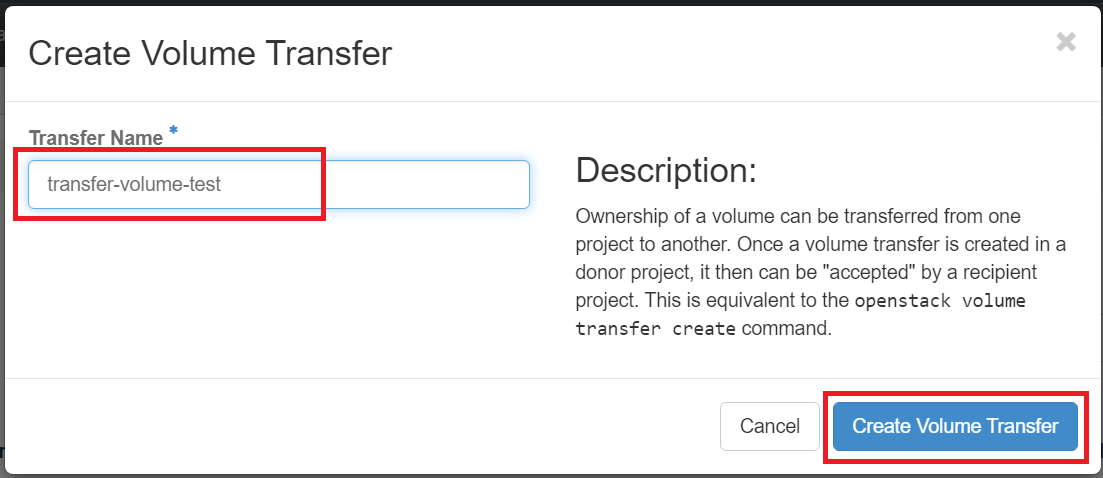 Create Volume Transfer
Transfer Name *
transfer-volume-test
Description:
Ownership of a volume can be transferred from one
project to another. Once a volume transfer is created in a
donor project, it then can be "accepted" by a recipient
project. This is equivalent to the openstack volume
transfer create command.
Cancel
Create Volume Transfer